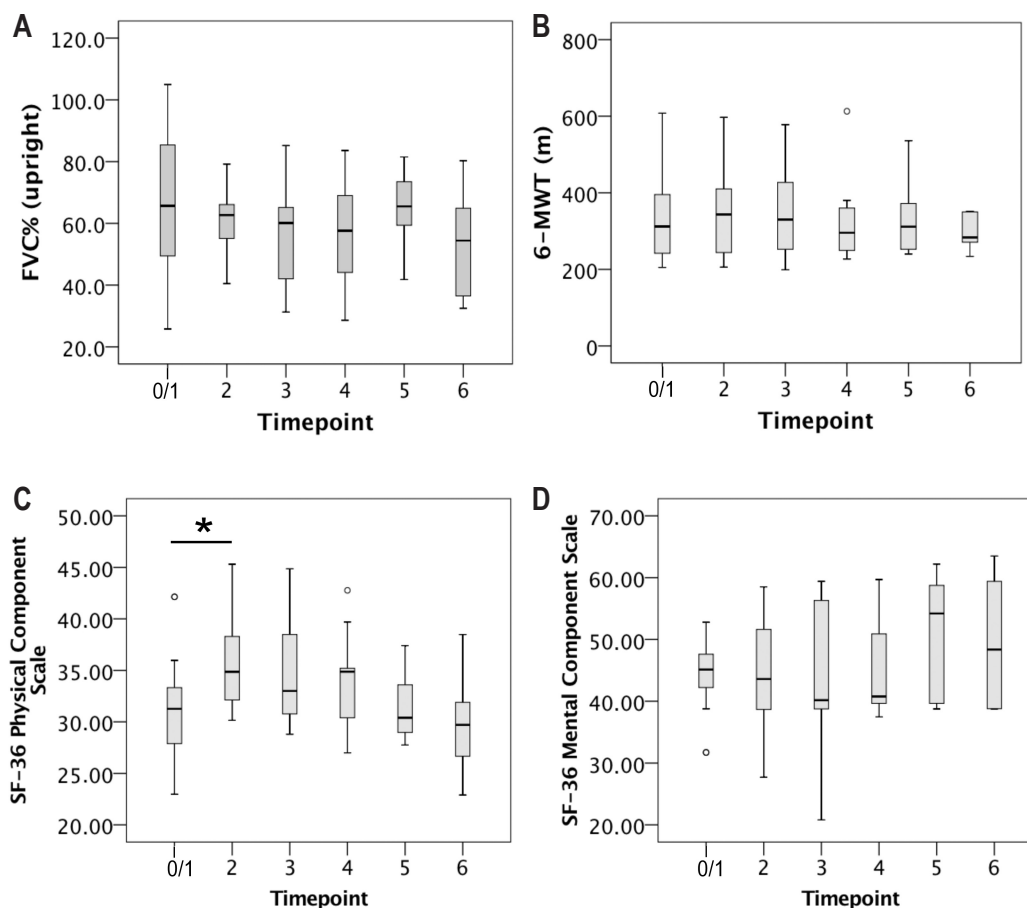 A
FVC% (upright)
120.0
100.0
80.0
60.0
40.0
20.0
0/1 2 3 4 5 6
Timepoint
B
6-MWT (m)
800
600
400
200
0
0/1 2 3 4 5 6
Timepoint
C
SF-36 Physical Component
Scale
50.00
45.00
40.00
35.00
30.00
25.00
20.00
*
0/1 2 3 4 5 6
Timepoint
D
SF-36 Mental Component Scale
70.00
60.00
50.00
40.00
30.00
20.00
0/1 2 3 4 5 6
Timepoint